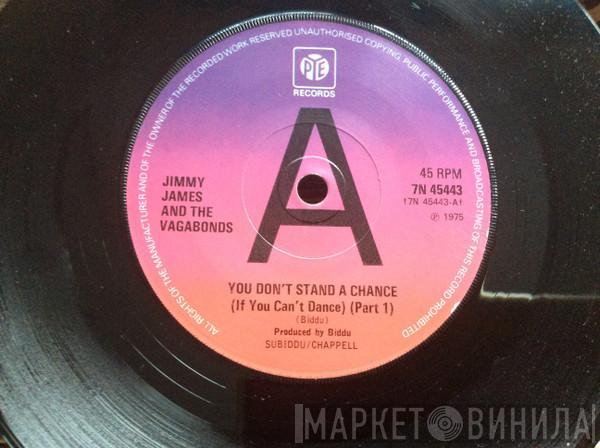 ALL RIGHTS OF THE MANUFACTURER AND OF THE OWNER OF THE RECORDED WORK RESERVED UNAUTHORISED COPYING, PUBLIC PERFORMANCE AND BROADCASTING OF THIS RECORD PROHIBITED
PYE
RECORDS
A
JIMMY
JAMES
AND THE
VAGABONDS
45 RPM
7N 45443
†7N 45443-A†
℗ 1975
YOU DON'T STAND A CHANCE
(If You Can't Dance) (Part 1)
(Biddu)
Produced by Biddu
SUBIDDU/CHAPPELL
МАРКЕТ ВИНИЛА